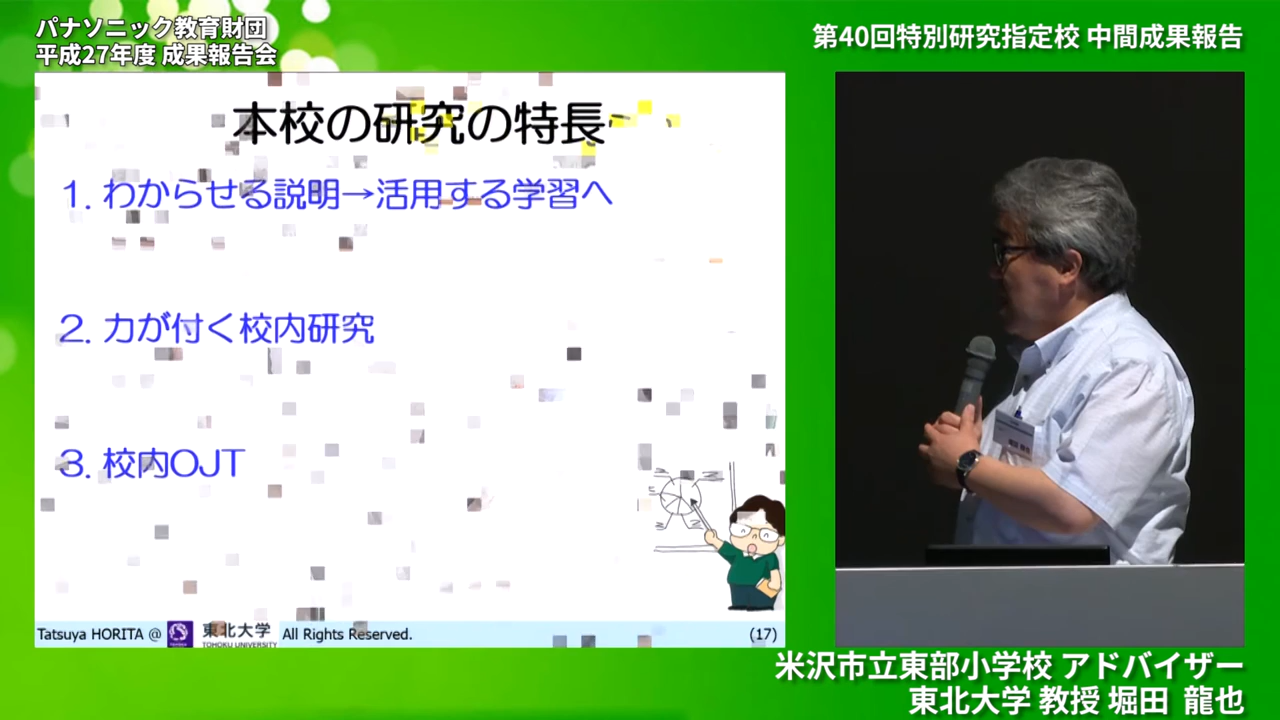 パナソニック教育財団
平成27年度 成果報告会
第40回特別研究指定校 中間成果報告
本校の研究の特長
1. わからせる説明→活用する学習へ
2. 力が付く校内研究
3. 校内OJT
Tatsuya HORITA @ 東北大学 All Rights Reserved.
TOHOKU UNIVERSITY
(17)
米沢市立東部小学校 アドバイザー
東北大学 教授 堀田 龍也